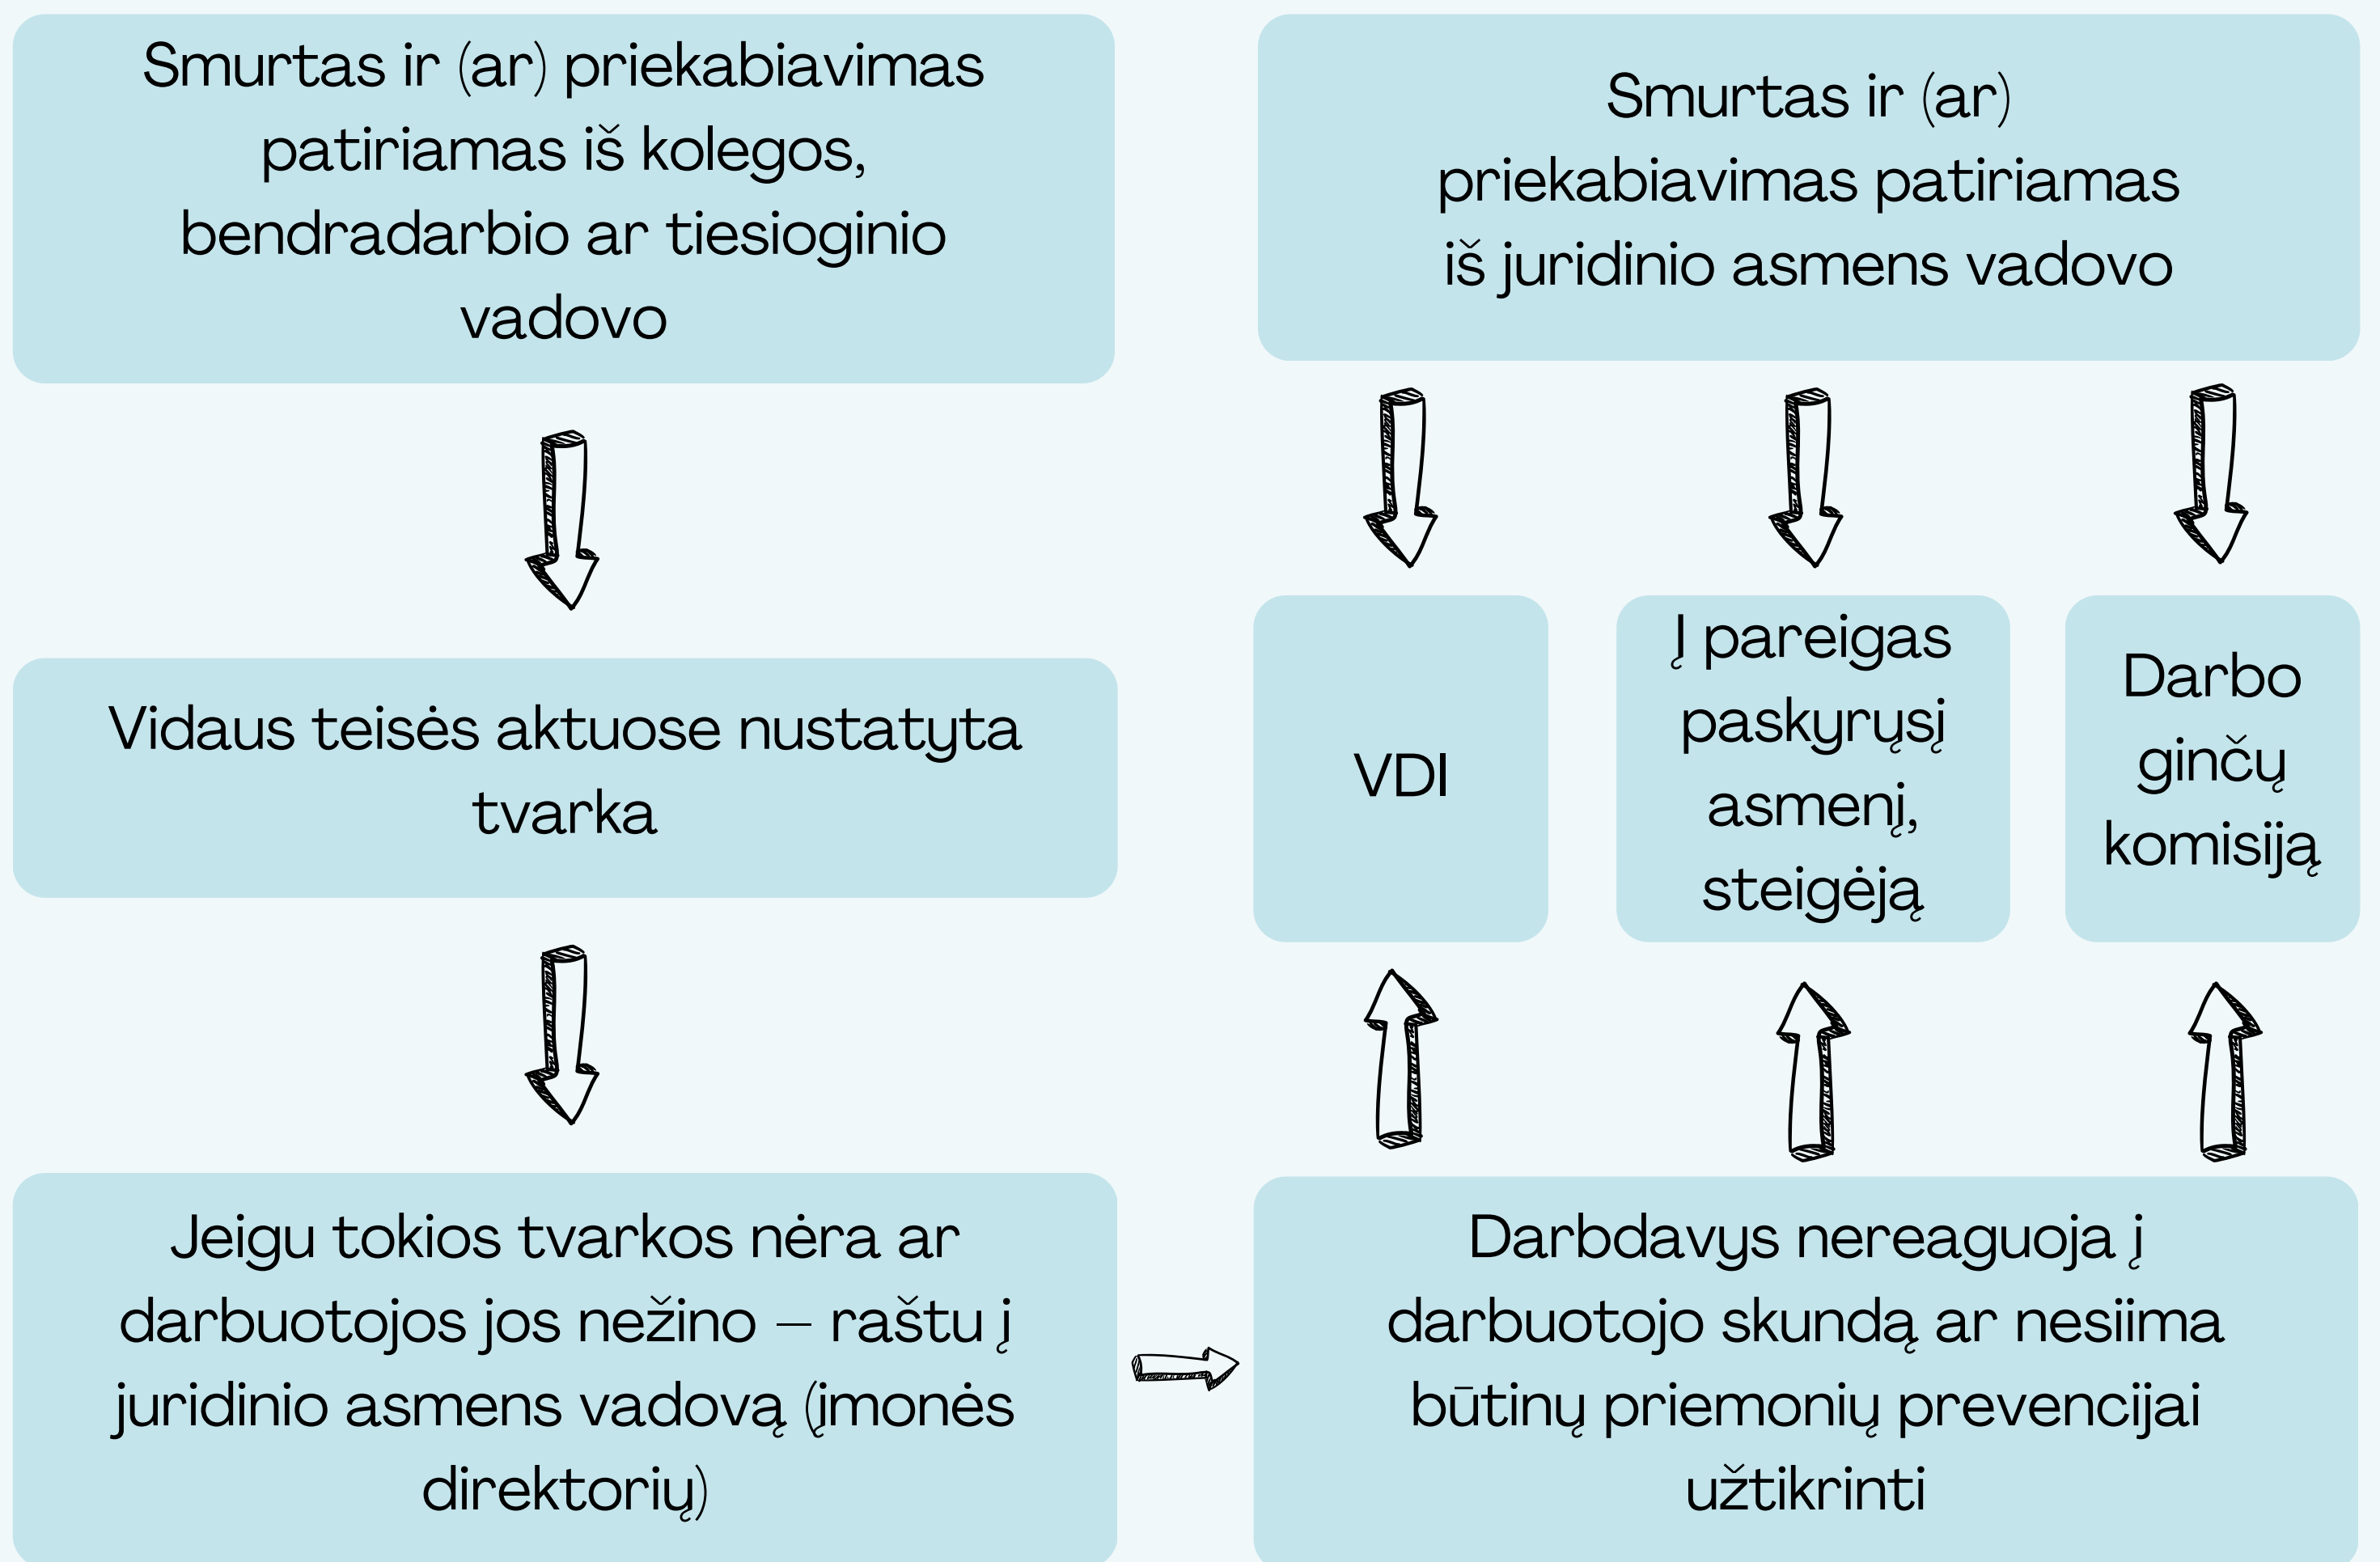 Smurtas ir (ar) priekabiavimas
patiriamas iš kolegos,
bendradarbio ar tiesioginio
vadovo
Smurtas ir (ar)
priekabiavimas patiriamas
iš juridinio asmens vadovo
Vidaus teisės aktuose nustatyta
tvarka
VDI
Į pareigas
paskyrųsį
asmenį,
steigėją
Darbo
ginčų
komisiją
Jeigu tokios tvarkos nėra ar
darbuotojos jos nežino – raštu į
juridinio asmens vadovą (įmonės
direktorių)
Darbdavys nereaguoja į
darbuotojo skundą ar nesiima
būtinų priemonių prevencijai
užtikrinti